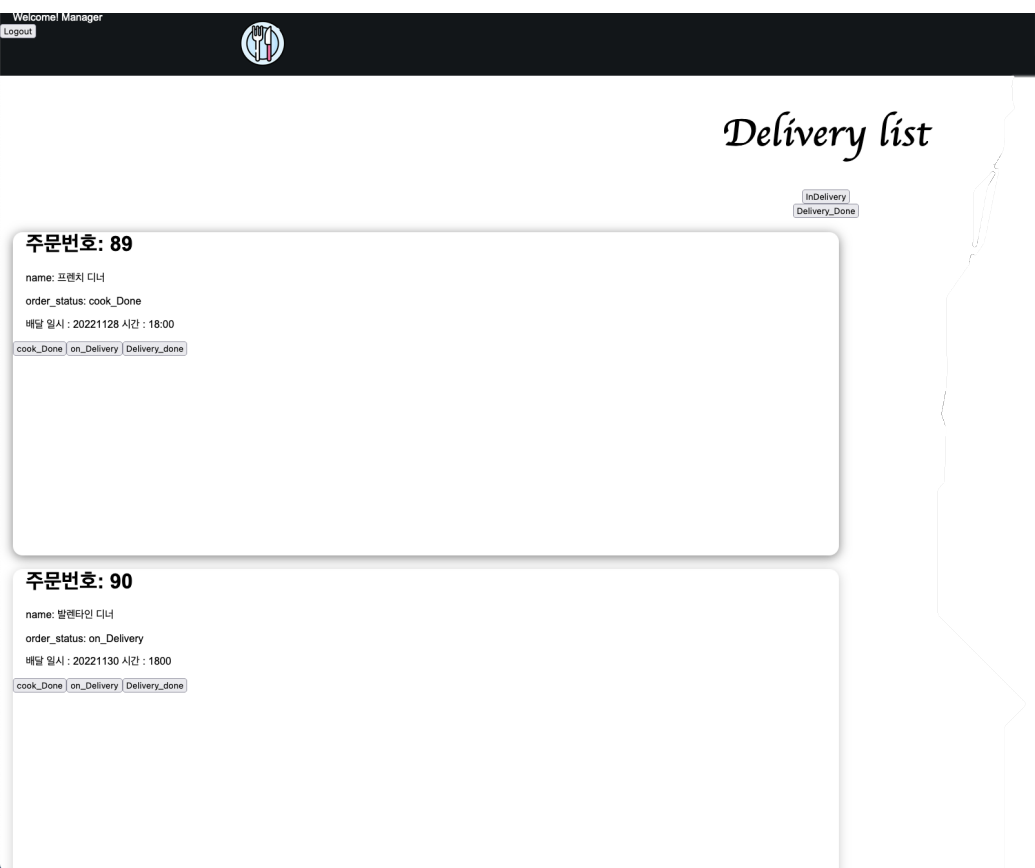 Welcome! Manager
Logout
Delivery list
InDelivery
Delivery_Done
주문번호: 89
name: 프렌치 디너
order_status: cook_Done
배달 일시 : 20221128 시간 : 18:00
cook_Done on_Delivery Delivery_done
주문번호: 90
name: 발렌타인 디너
order_status: on_Delivery
배달 일시 : 20221130 시간 : 1800
cook_Done on_Delivery Delivery_done